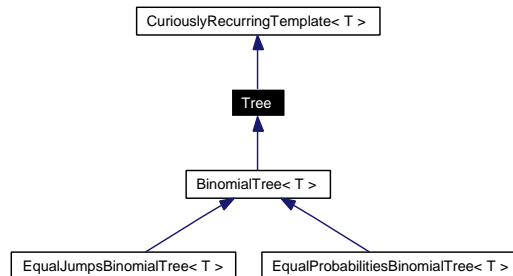 CuriouslyRecurringTemplate< T >
Tree
BinomialTree< T >
EqualJumpsBinomialTree< T >
EqualProbabilitiesBinomialTree< T >